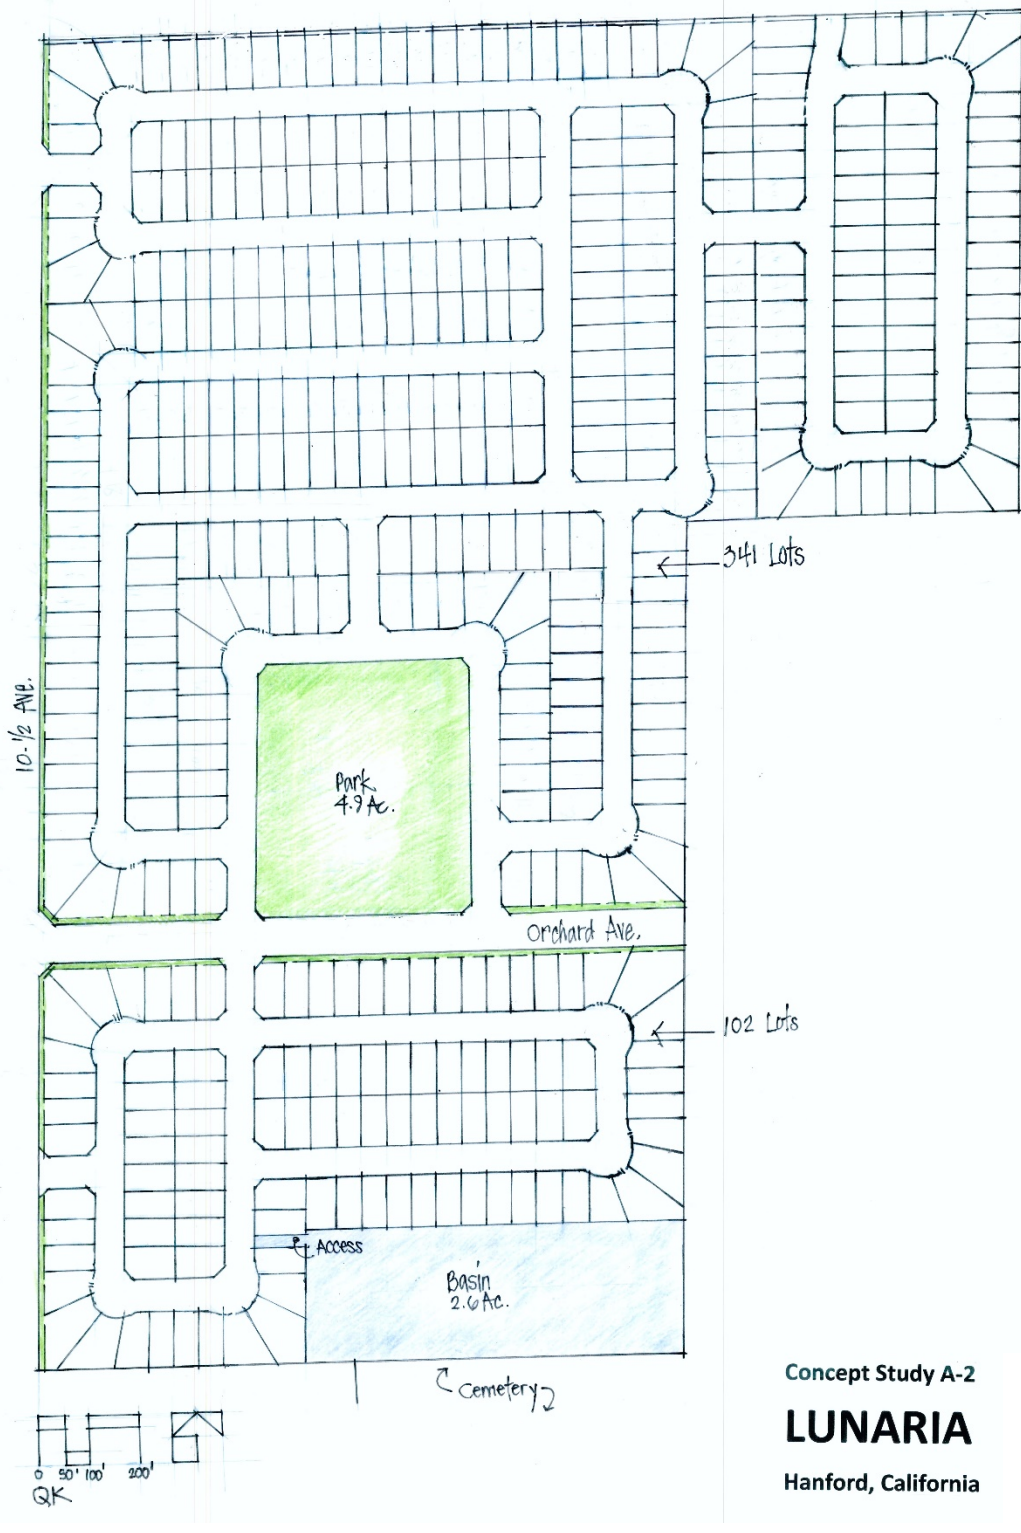 341 Lots
10-1/2 Ave.
Park
4.9 Ac.
Orchard Ave.
102 Lots
Access
Basin
2.6 Ac.
Cemetery
Concept Study A-2
LUNARIA
Hanford, California
0 50' 100' 200'
QK